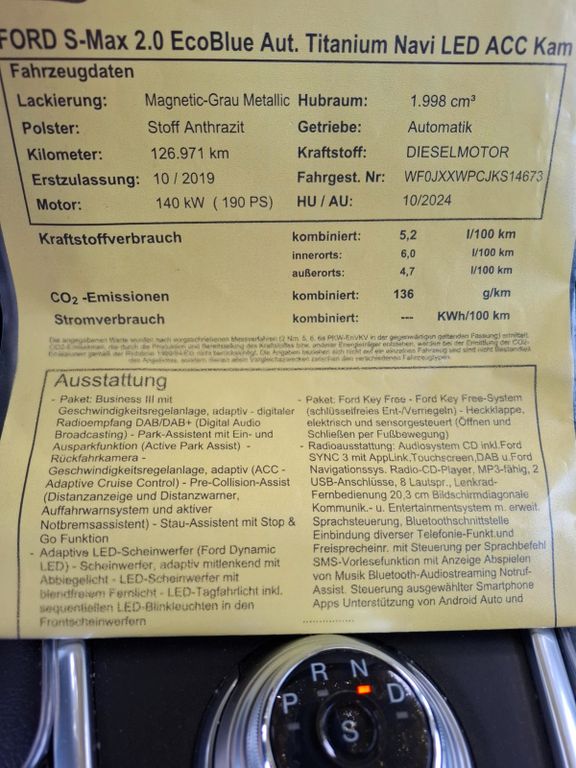 FORD S-Max 2.0 EcoBlue Aut. Titanium Navi LED ACC Kam
Fahrzeugdaten
Lackierung: Magnetic-Grau Metallic Hubraum: 1.998 cm³
Polster: Stoff Anthrazit Getriebe: Automatik
Kilometer: 126.971 km Kraftstoff: DIESELMOTOR
Erstzulassung: 10 / 2019 Fahrgest. Nr: WF0JXXWPCJKS14673
Motor: 140 kW ( 190 PS) HU / AU: 10/2024
Kraftstoffverbrauch kombiniert: 5,2 l/100 km
innerorts: 6,0 l/100 km
außerorts: 4,7 l/100 km
CO₂ -Emissionen kombiniert: 136 g/km
Stromverbrauch kombiniert: --- KWh/100 km
Ausstattung
- Paket: Business III mit
Geschwindigkeitsregelanlage, adaptiv - digitaler
Radioempfang DAB/DAB+ (Digital Audio
Broadcasting) - Park-Assistent mit Ein- und
Ausparkfunktion (Active Park Assist) -
Rückfahrkamera -
Geschwindigkeitsregelanlage, adaptiv (ACC -
Adaptive Cruise Control) - Pre-Collision-Assist
(Distanzanzeige und Distanzwarner,
Auffahrwarnsystem und aktiver
Notbremsassistent) - Stau-Assistent mit Stop &
Go Funktion
- Adaptive LED-Scheinwerfer (Ford Dynamic
LED) - Scheinwerfer, adaptiv mitlenkend mit
Abbiegelicht - LED-Scheinwerfer mit
blendfreiem Fernlicht - LED-Tagfahrlicht inkl.
sequentiellen LED-Blinkleuchten in den
Frontscheinwerfern
- Paket: Ford Key Free - Ford Key Free-System
(schlüsselfreies Ent-/Verriegeln) - Heckklappe,
elektrisch und sensorgesteuert (Öffnen und
Schließen per Fußbewegung)
- Radioausstattung: Audiosystem CD inkl.Ford
SYNC 3 mit AppLink,Touchscreen,DAB u.Ford
Navigationssys. Radio-CD-Player, MP3-fähig, 2
USB-Anschlüsse, 8 Lautspr., Lenkrad-
Fernbedienung 20,3 cm Bildschirmdiagonale
Kommunik.- u. Entertainmentsystem m. erweit.
Sprachsteuerung, Bluetoothschnittstelle
Einbindung diverser Telefonie-Funkt.und
Freisprecheinr. mit Steuerung per Sprachbefehl
SMS-Vorlesefunktion mit Anzeige Abspielen
von Musik Bluetooth-Audiostreaming Notruf-
Assist. Steuerung ausgewählter Smartphone
Apps Unterstützung von Android Auto und
P R N D
S